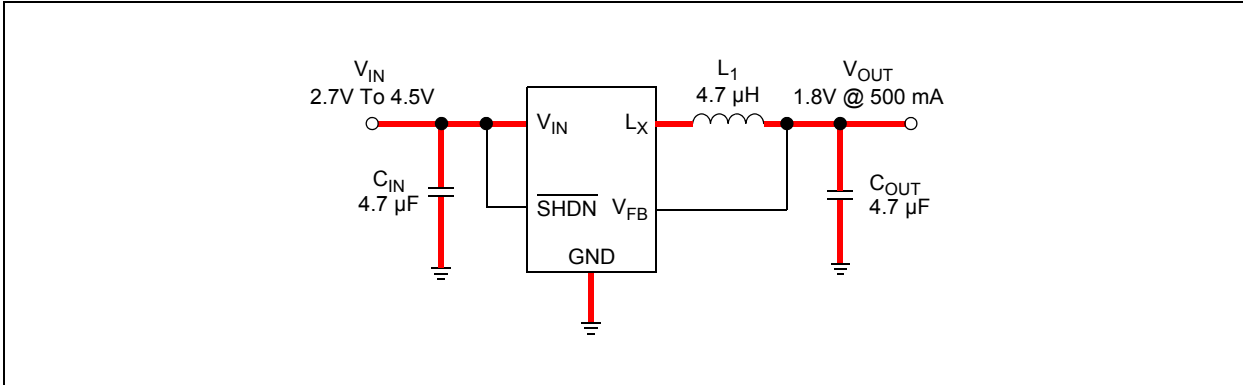 V_IN
2.7V To 4.5V
L_1
4.7 µH
V_OUT
1.8V @ 500 mA
V_IN
L_X
C_IN
4.7 µF
SHDN
V_FB
C_OUT
4.7 µF
GND